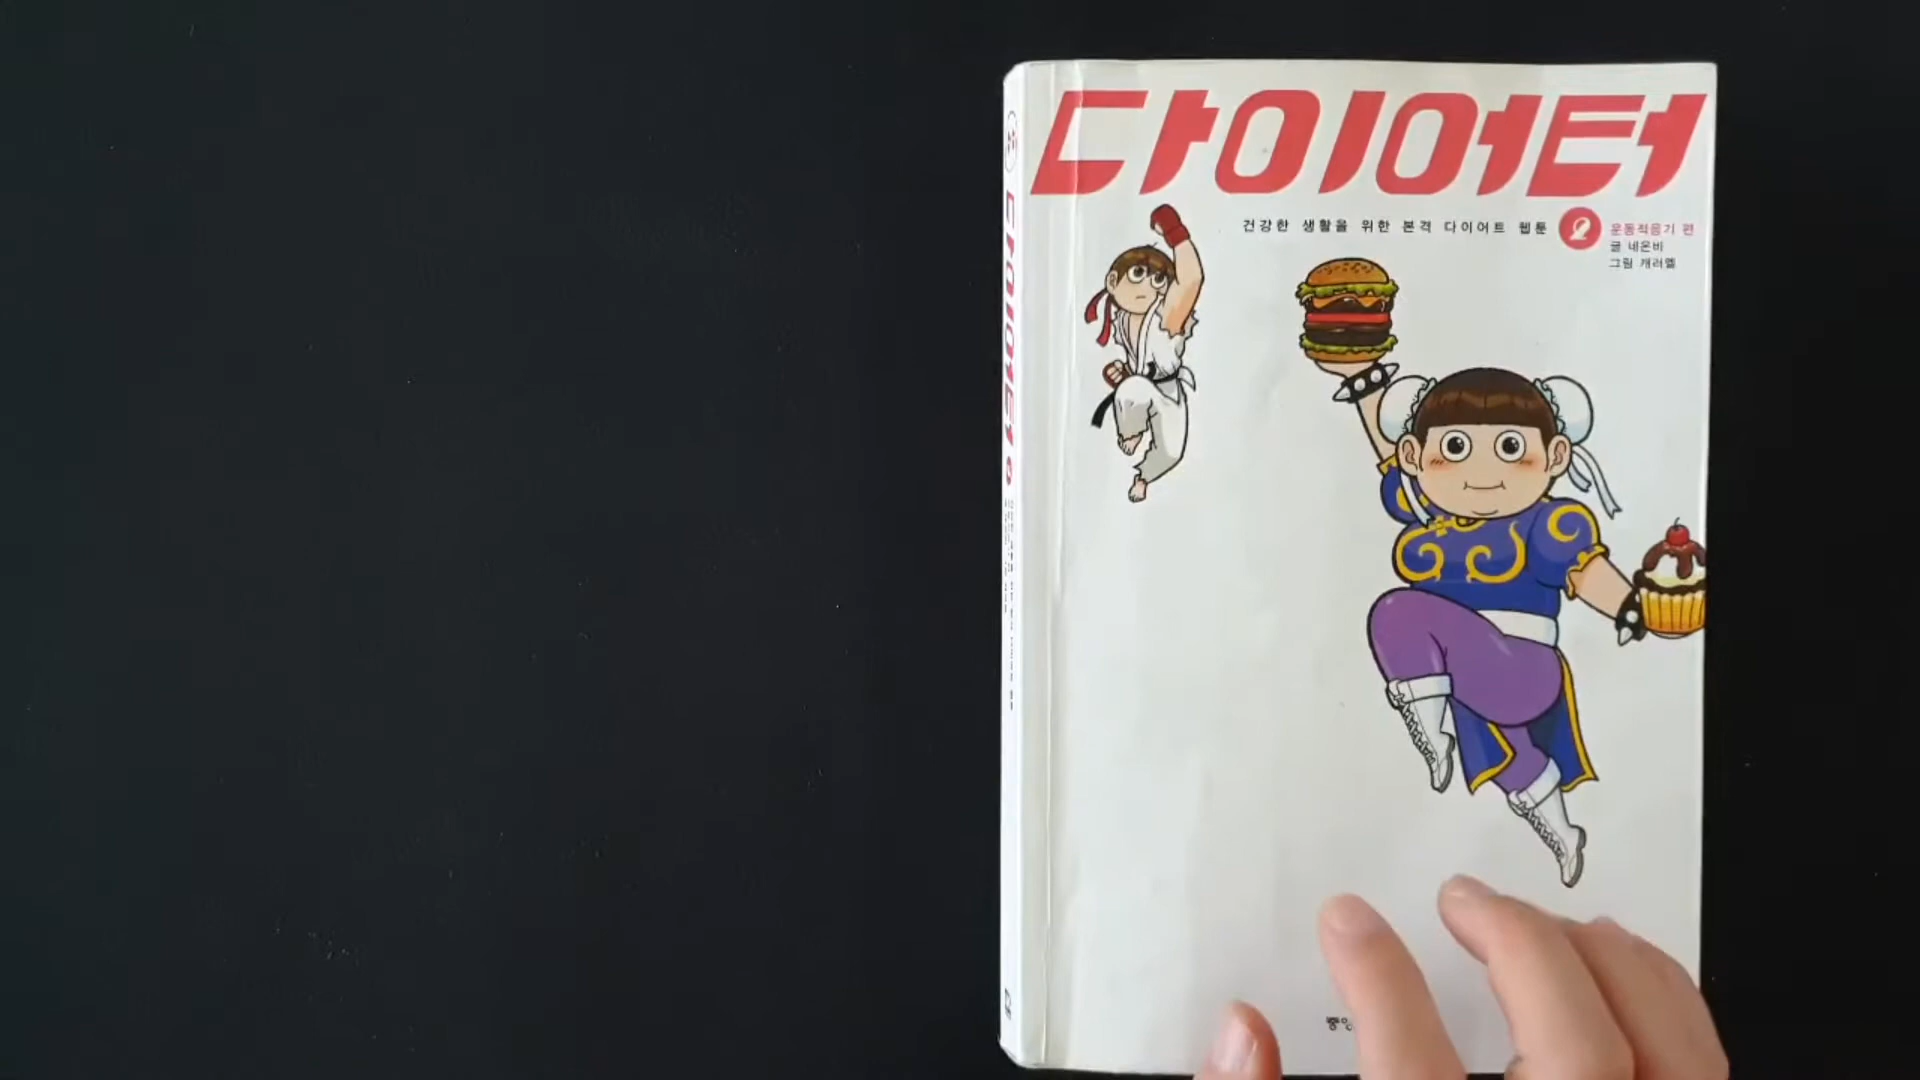 다이어터
건강한 생활을 위한 본격 다이어트 웹툰 2 운동적응기 편
글 네온비
그림 캐러멜
다이어터
중앙